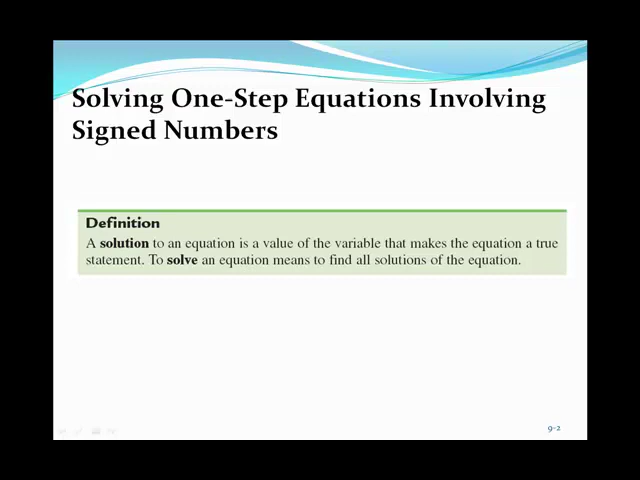 Solving One-Step Equations Involving
Signed Numbers
Definition
A solution to an equation is a value of the variable that makes the equation a true
statement. To solve an equation means to find all solutions of the equation.
9-2